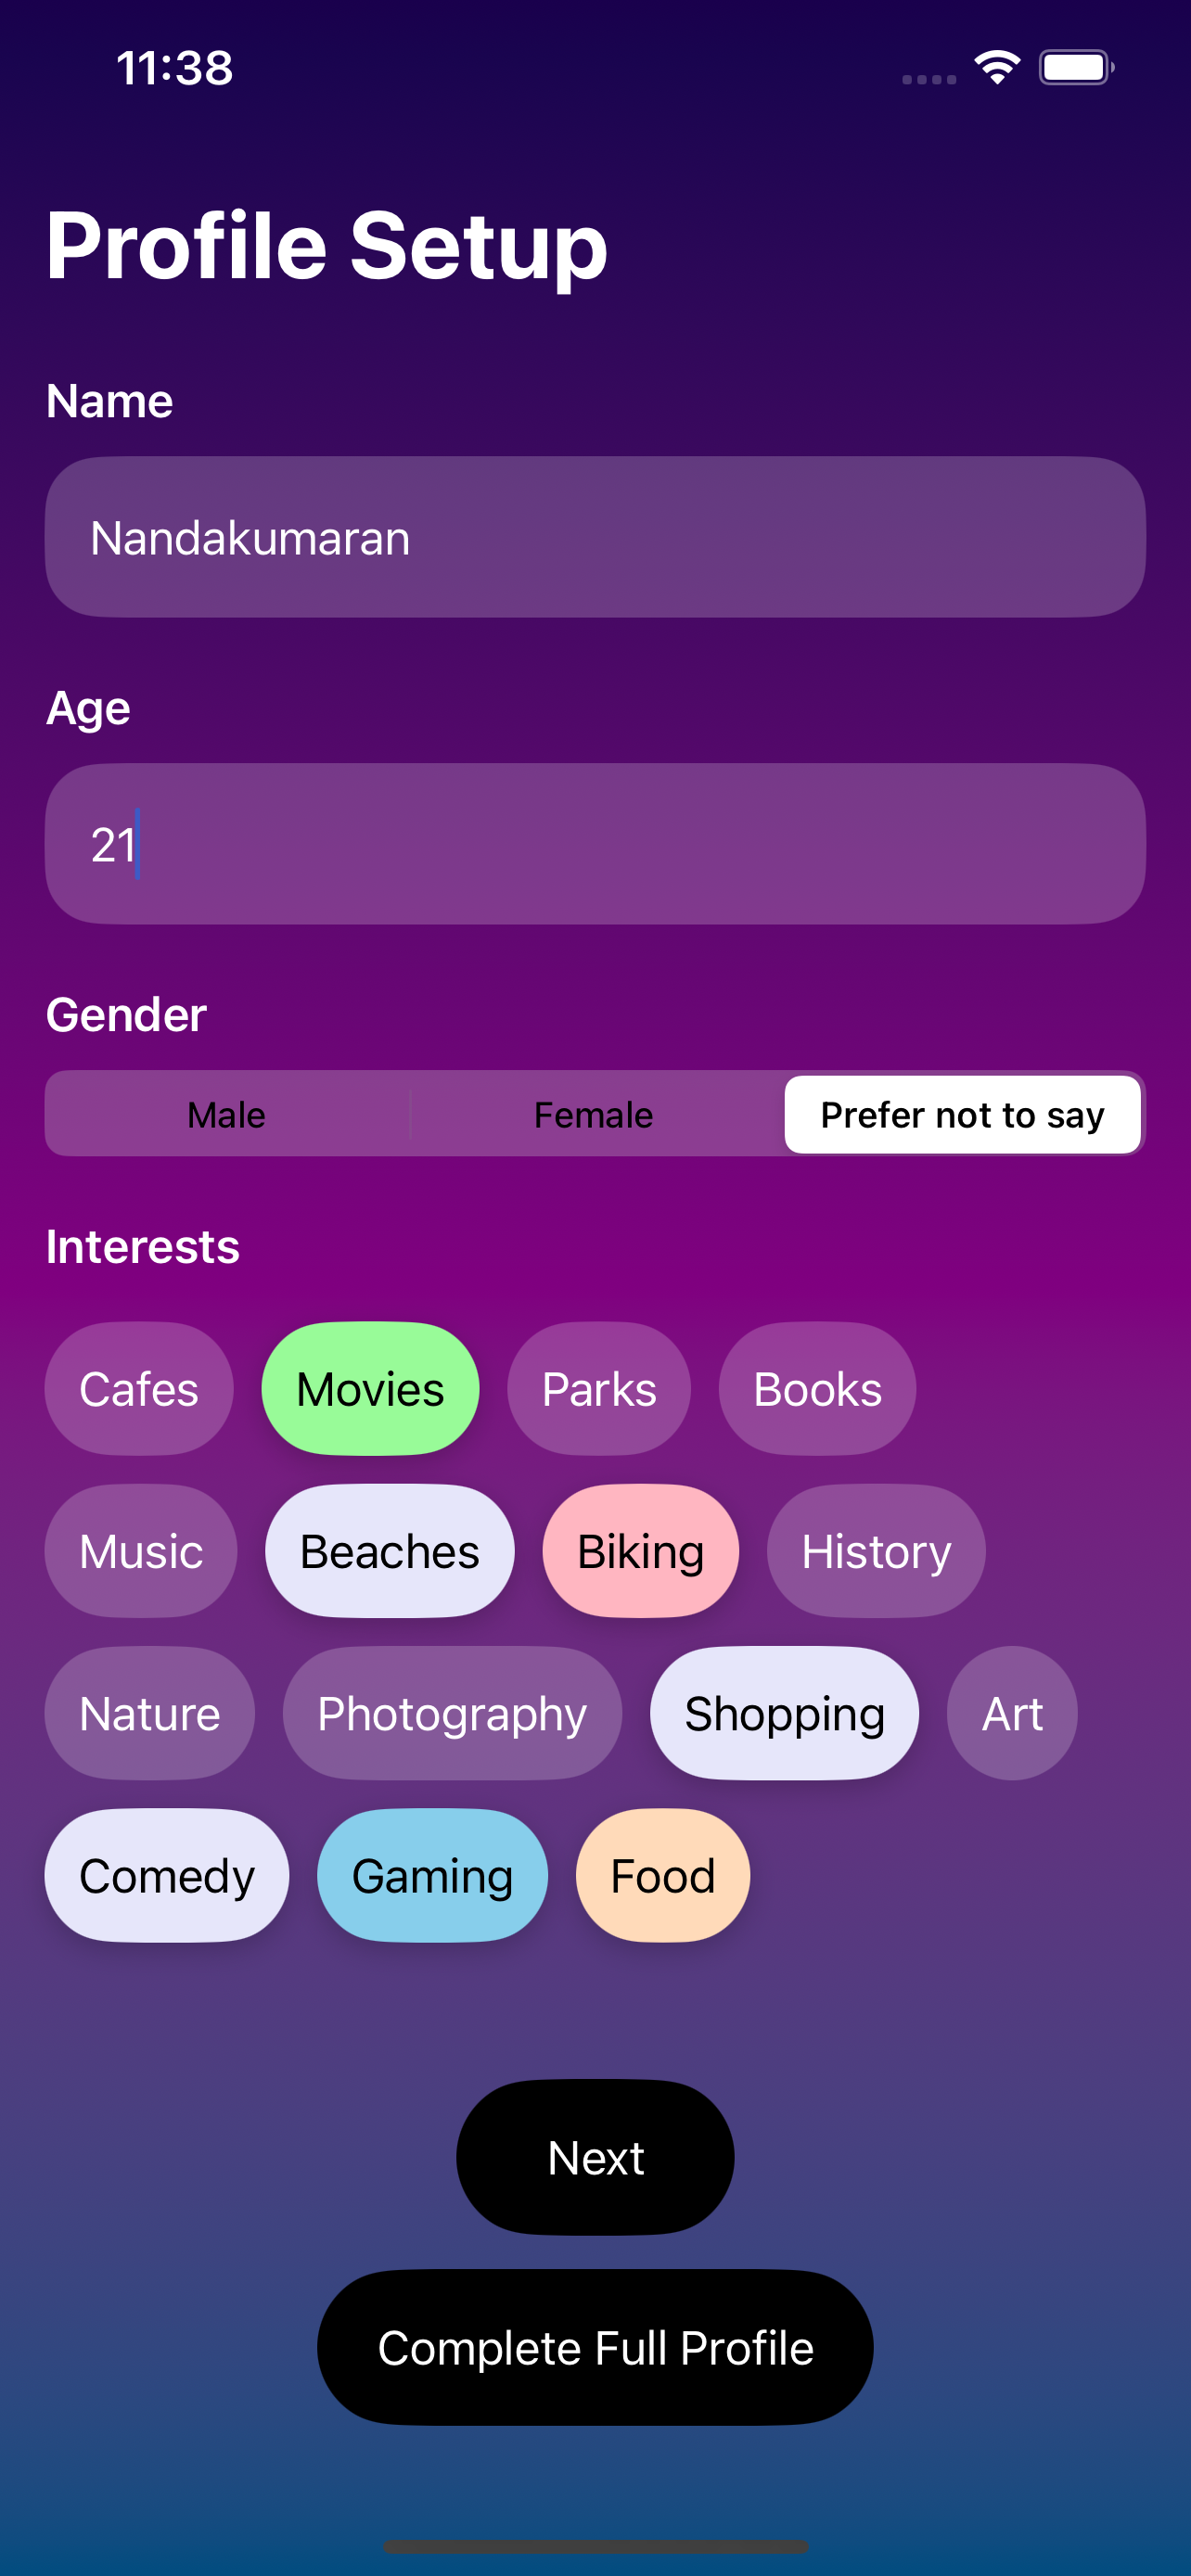 11:38
Profile Setup
Name
Nandakumaran
Age
21
Gender
Male Female Prefer not to say
Interests
Cafes Movies Parks Books
Music Beaches Biking History
Nature Photography Shopping Art
Comedy Gaming Food
Next
Complete Full Profile